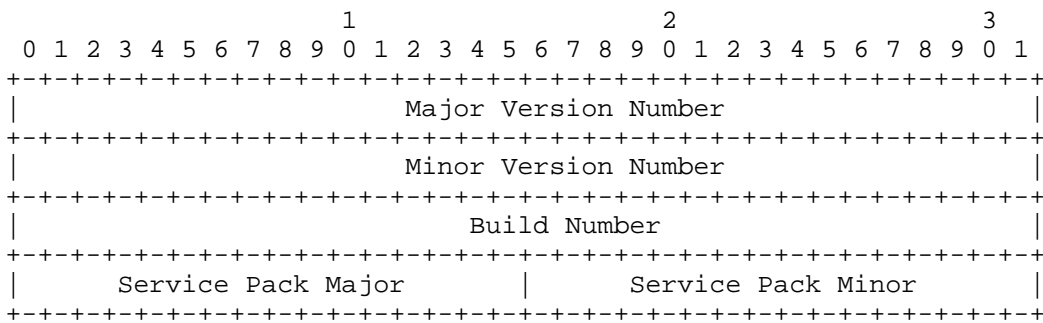 1                   2                   3
 0 1 2 3 4 5 6 7 8 9 0 1 2 3 4 5 6 7 8 9 0 1 2 3 4 5 6 7 8 9 0 1
+-+-+-+-+-+-+-+-+-+-+-+-+-+-+-+-+-+-+-+-+-+-+-+-+-+-+-+-+-+-+-+-+
|                        Major Version Number                   |
+-+-+-+-+-+-+-+-+-+-+-+-+-+-+-+-+-+-+-+-+-+-+-+-+-+-+-+-+-+-+-+-+
|                        Minor Version Number                   |
+-+-+-+-+-+-+-+-+-+-+-+-+-+-+-+-+-+-+-+-+-+-+-+-+-+-+-+-+-+-+-+-+
|                            Build Number                       |
+-+-+-+-+-+-+-+-+-+-+-+-+-+-+-+-+-+-+-+-+-+-+-+-+-+-+-+-+-+-+-+-+
|      Service Pack Major       |      Service Pack Minor       |
+-+-+-+-+-+-+-+-+-+-+-+-+-+-+-+-+-+-+-+-+-+-+-+-+-+-+-+-+-+-+-+-+